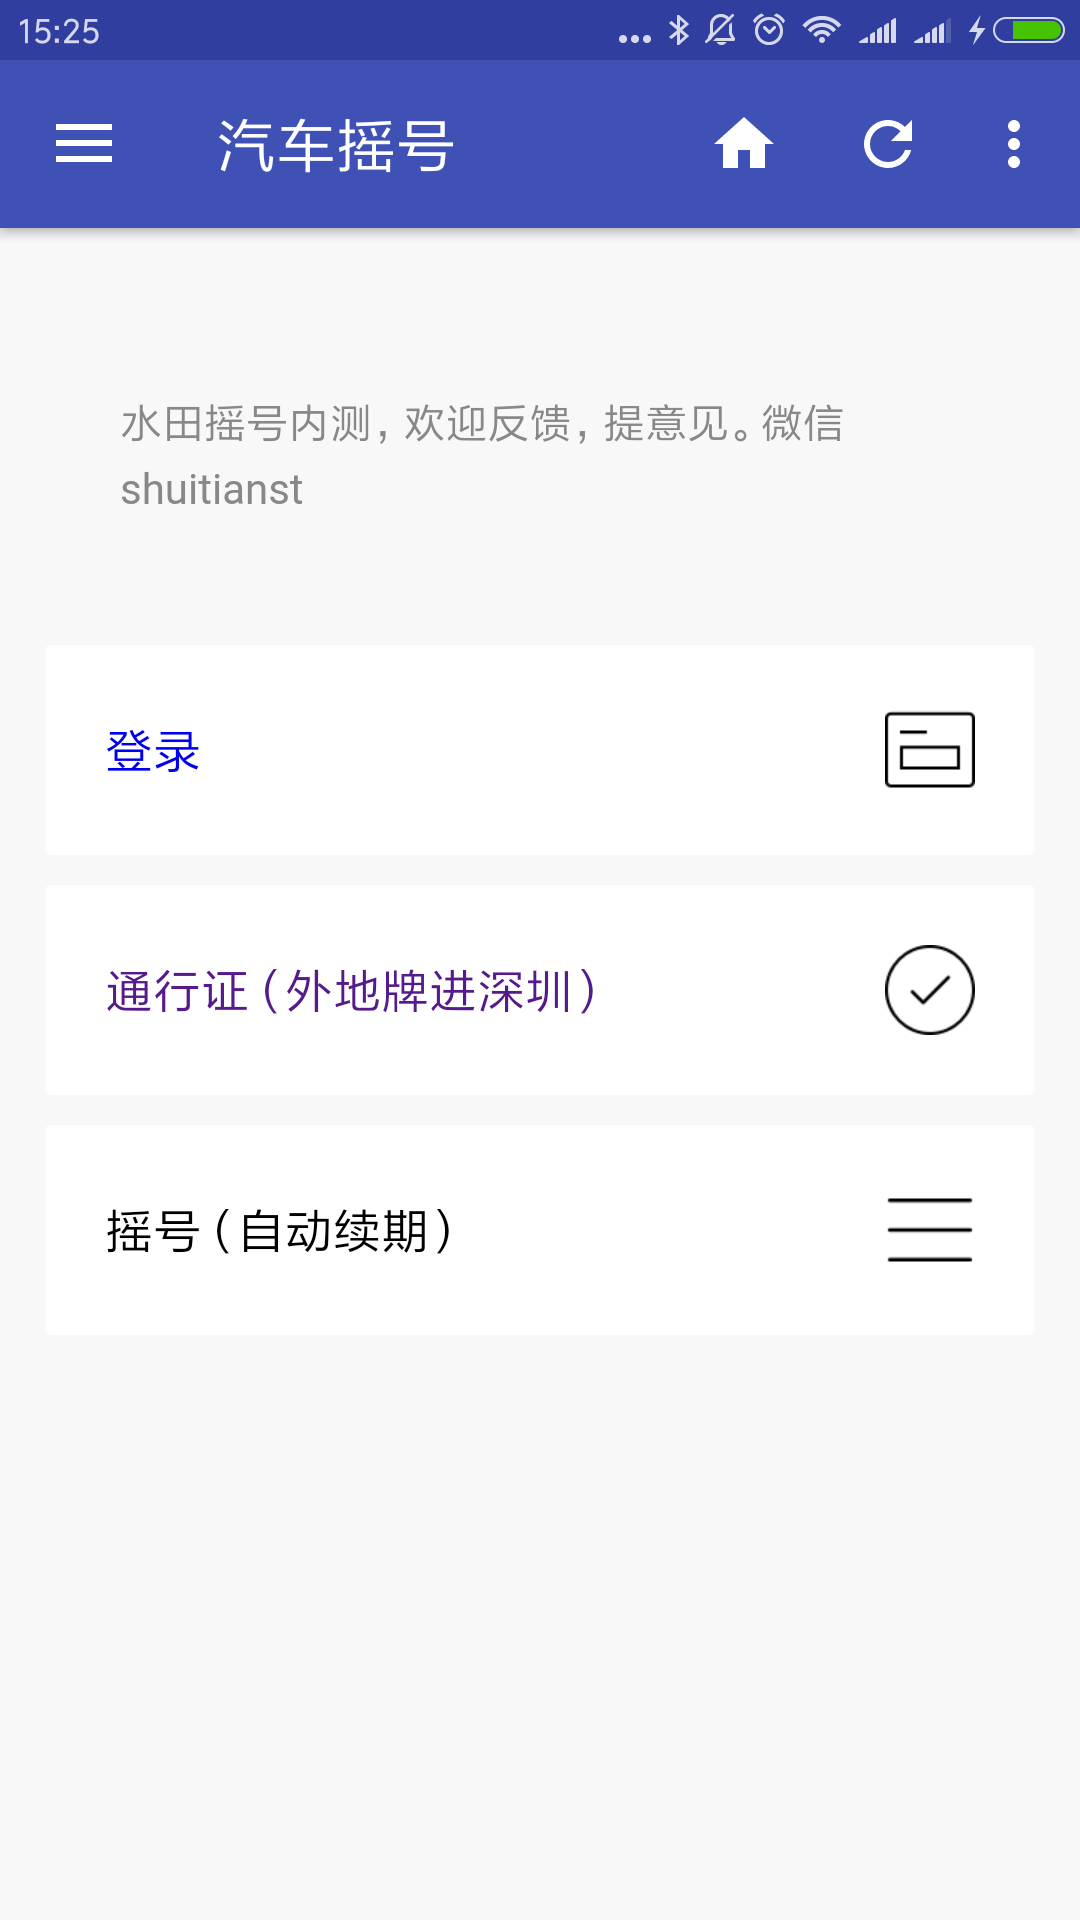 15:25
汽车摇号
水田摇号内测，欢迎反馈，提意见。微信
shuitianst
登录
通行证（外地牌进深圳）
摇号（自动续期）